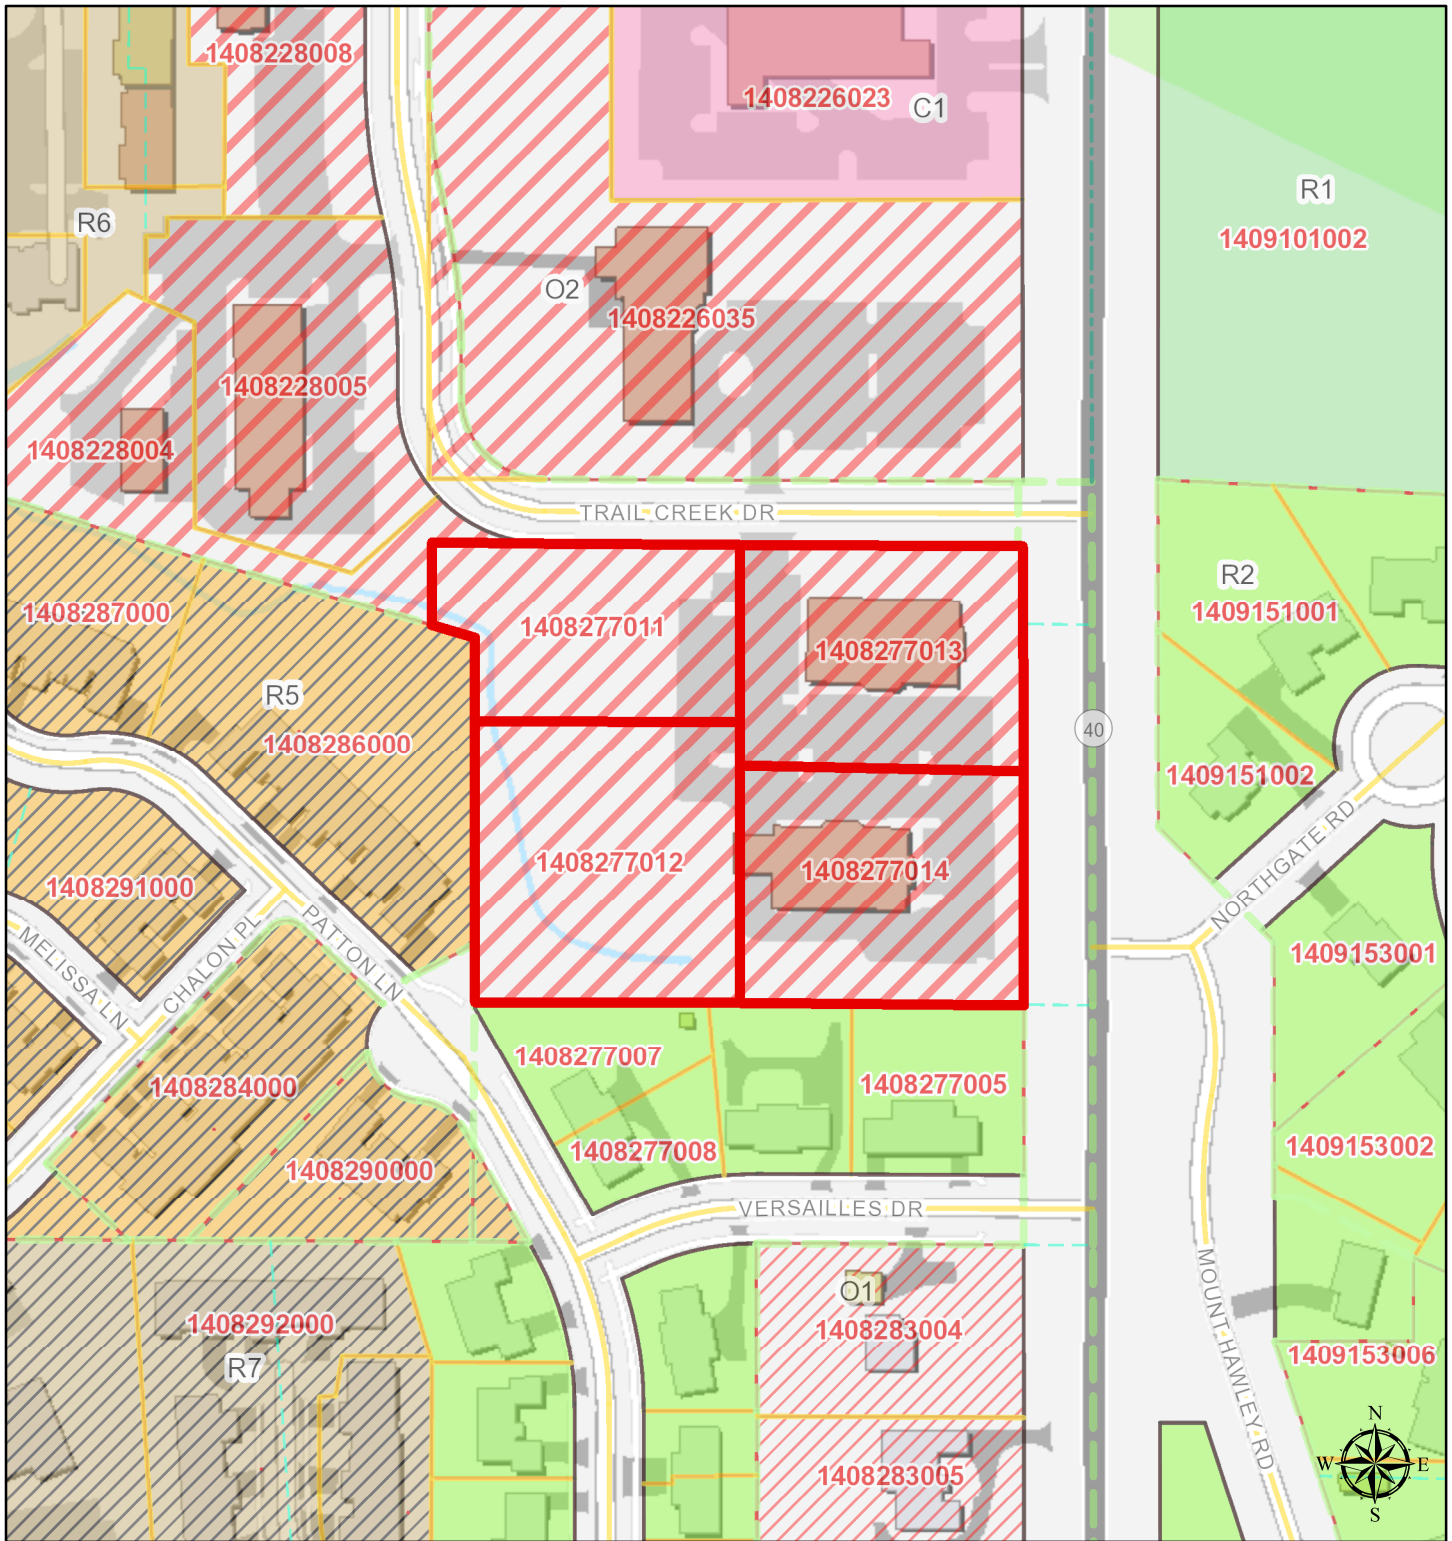 1408228008
1408226023
C1
R6
R1
1409101002
O2
1408226035
1408228005
1408228004
TRAIL CREEK DR
R2
1409151001
1408287000
1408277011
1408277013
R5
1408286000
40
1409151002
1408277012
1408277014
NORTHGATE RD
1408291000
MELISSA LN
CHALON PL
PATTON LN
1409153001
1408277007
1408277005
1408284000
1408277008
1408290000
1409153002
VERSAILLES DR
O1
1408283004
1408292000
R7
MOUNT HAWLEY RD
1409153006
1408283005
N
W E
S